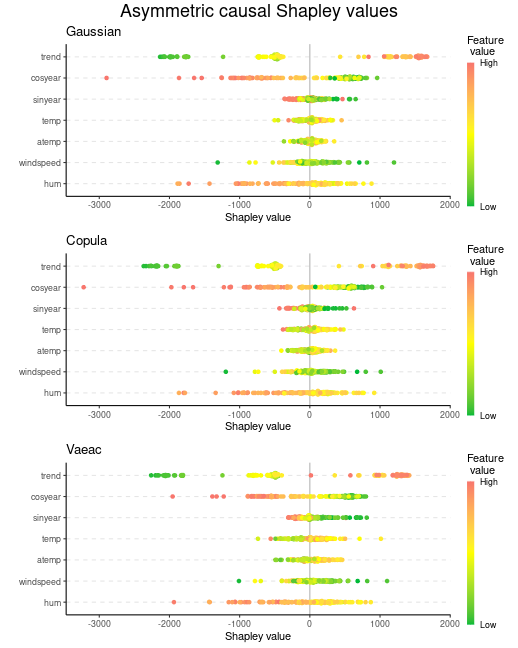 Asymmetric causal Shapley values
Gaussian
trend
cosyear
sinyear
temp
atemp
windspeed
hum
-3000 -2000 -1000 0 1000 2000
Shapley value
Feature
value
High
Low
Copula
trend
cosyear
sinyear
temp
atemp
windspeed
hum
-3000 -2000 -1000 0 1000 2000
Shapley value
Feature
value
High
Low
Vaeac
trend
cosyear
sinyear
temp
atemp
windspeed
hum
-3000 -2000 -1000 0 1000 2000
Shapley value
Feature
value
High
Low